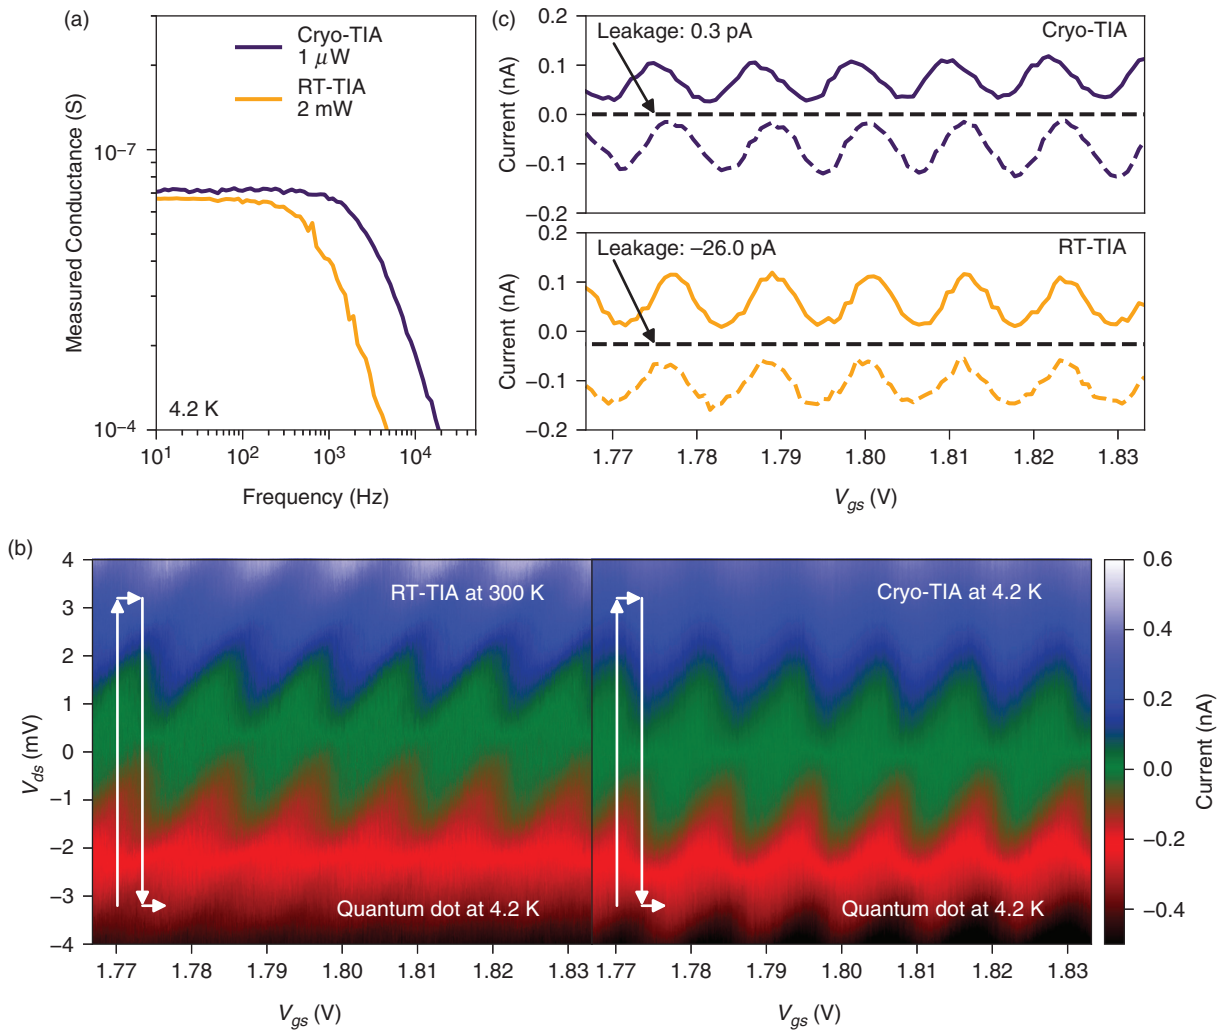 (a)
Cryo-TIA
1 μW
RT-TIA
2 mW
Measured Conductance (S)
10⁻⁷
10⁻⁴
4.2 K
10¹ 10² 10³ 10⁴
Frequency (Hz)
(c)
Leakage: 0.3 pA
Cryo-TIA
Current (nA)
0.2
0.1
0.0
−0.1
−0.2
Leakage: −26.0 pA
RT-TIA
Current (nA)
0.2
0.1
0.0
−0.1
−0.2
1.77 1.78 1.79 1.80 1.81 1.82 1.83
Vgs (V)
(b)
Vds (mV)
4
3
2
1
0
−1
−2
−3
−4
RT-TIA at 300 K
Quantum dot at 4.2 K
1.77 1.78 1.79 1.80 1.81 1.82 1.83
Vgs (V)
Cryo-TIA at 4.2 K
Quantum dot at 4.2 K
1.77 1.78 1.79 1.80 1.81 1.82 1.83
Vgs (V)
0.6
0.4
0.2
0.0
−0.2
−0.4
Current (nA)